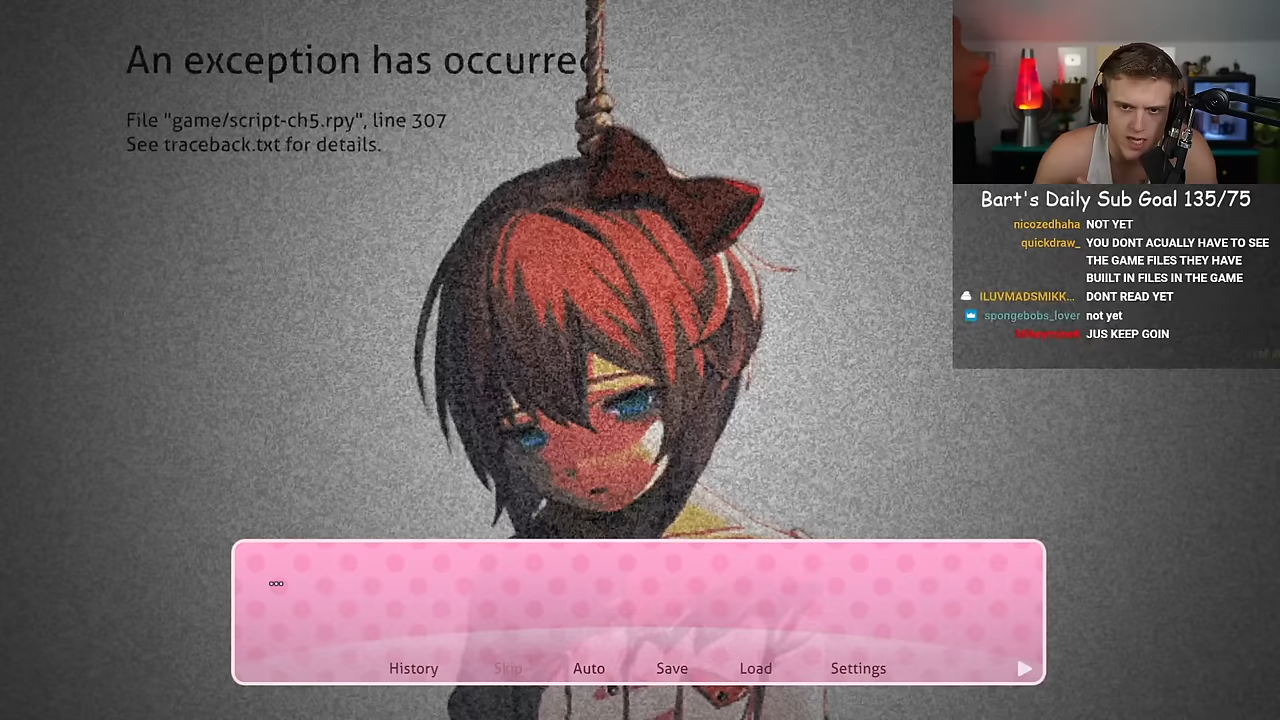 An exception has occurred.
File "game/script-ch5.rpy", line 307
See traceback.txt for details.
Bart's Daily Sub Goal 135/75
nicozedhaha NOT YET
quickdraw_ YOU DONT ACUALLY HAVE TO SEE
THE GAME FILES THEY HAVE
BUIILT IN FILES IN THE GAME
ILUVMADSMIKK... DONT READ YET
spongebobs_lover not yet
JUS KEEP GOIN
...
History Skip Auto Save Load Settings